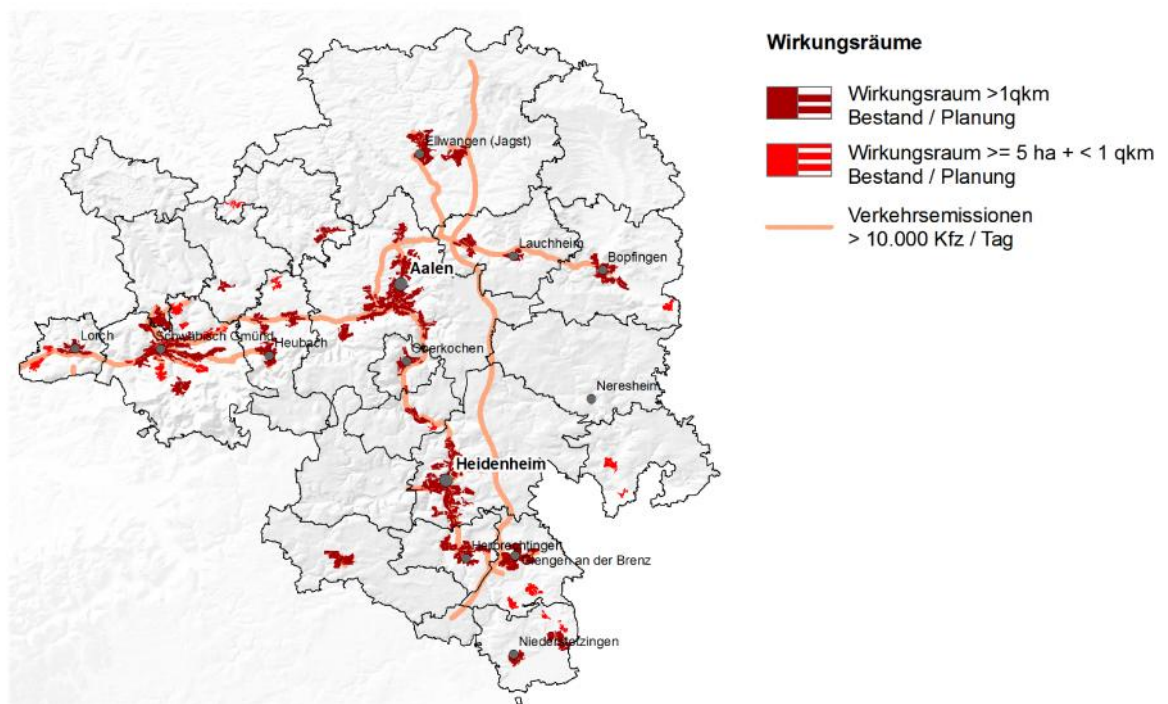 Wirkungsräume
Wirkungsraum >1qkm
Bestand / Planung
Wirkungsraum >= 5 ha + < 1 qkm
Bestand / Planung
Verkehrsemissionen
> 10.000 Kfz / Tag
Ellwangen (Jagst)
Lauchheim
Bopfingen
Aalen
Lorch
Schwäbisch Gmünd
Heubach
Oberkochen
Neresheim
Heidenheim
Herbrechtingen
Giengen an der Brenz
Niederstotzingen